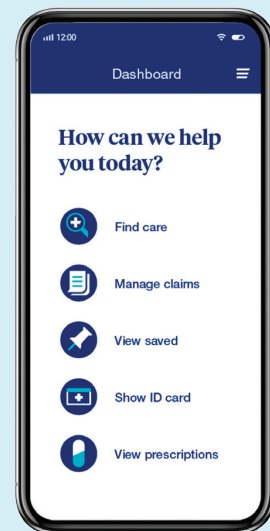 12:00
Dashboard
How can we help
you today?
Find care
Manage claims
View saved
Show ID card
View prescriptions